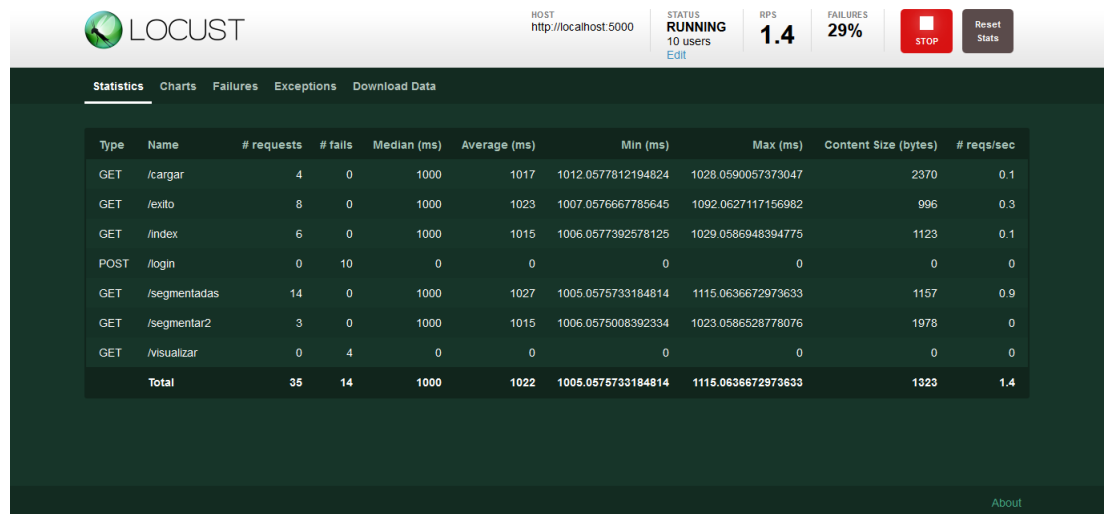 LOCUST
HOST
http://localhost:5000
STATUS
RUNNING
10 users
Edit
RPS
1.4
FAILURES
29%
STOP
Reset
Stats
Statistics Charts Failures Exceptions Download Data
Type Name # requests # fails Median (ms) Average (ms) Min (ms) Max (ms) Content Size (bytes) # reqs/sec
GET /cargar 4 0 1000 1017 1012.0577812194824 1028.0590057373047 2370 0.1
GET /exito 8 0 1000 1023 1007.0576667785645 1092.0627117156982 996 0.3
GET /index 6 0 1000 1015 1006.0577392578125 1029.0586948394775 1123 0.1
POST /login 0 10 0 0 0 0 0 0
GET /segmentadas 14 0 1000 1027 1005.0575733184814 1115.0636672973633 1157 0.9
GET /segmentar2 3 0 1000 1015 1006.0575008392334 1023.0586528778076 1978 0
GET /visualizar 0 4 0 0 0 0 0 0
Total 35 14 1000 1022 1005.0575733184814 1115.0636672973633 1323 1.4
About